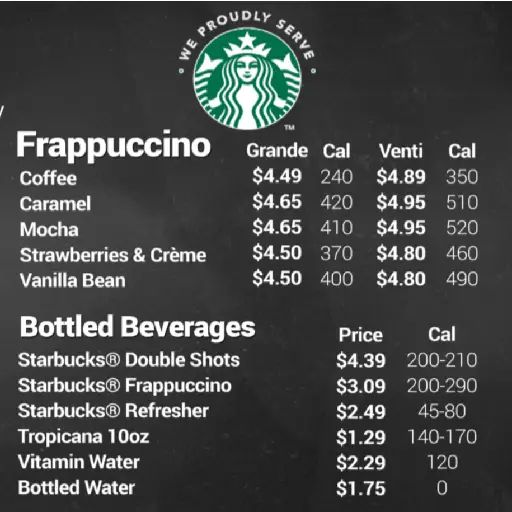 WE PROUDLY SERVE
TM
Frappuccino Grande Cal Venti Cal
Coffee $4.49 240 $4.89 350
Caramel $4.65 420 $4.95 510
Mocha $4.65 410 $4.95 520
Strawberries & Crème $4.50 370 $4.80 460
Vanilla Bean $4.50 400 $4.80 490
Bottled Beverages Price Cal
Starbucks® Double Shots $4.39 200-210
Starbucks® Frappuccino $3.09 200-290
Starbucks® Refresher $2.49 45-80
Tropicana 10oz $1.29 140-170
Vitamin Water $2.29 120
Bottled Water $1.75 0